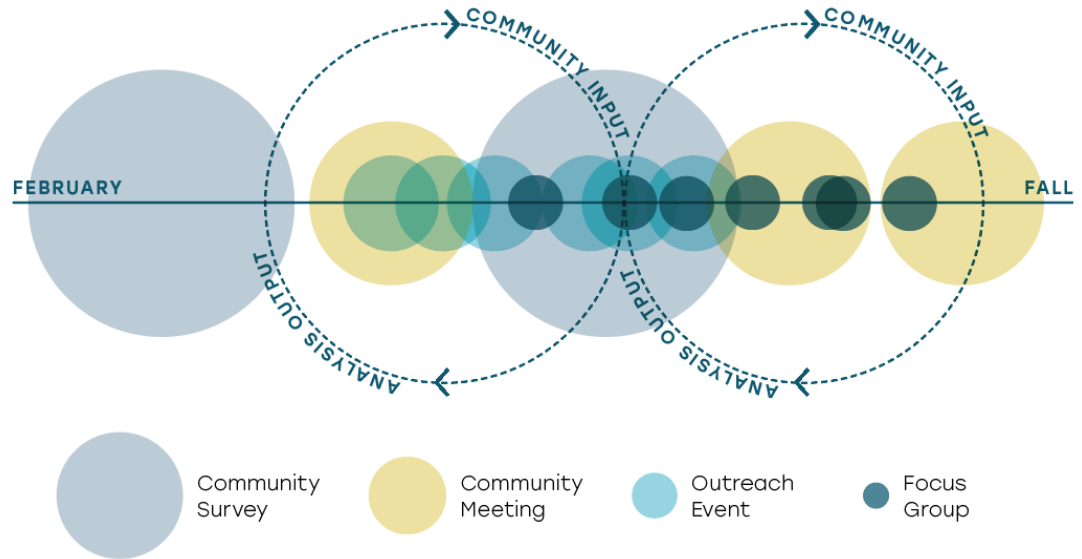 COMMUNITY INPUT
COMMUNITY INPUT
FEBRUARY
FALL
ANALYSIS OUTPUT
ANALYSIS OUTPUT
Community
Survey
Community
Meeting
Outreach
Event
Focus
Group